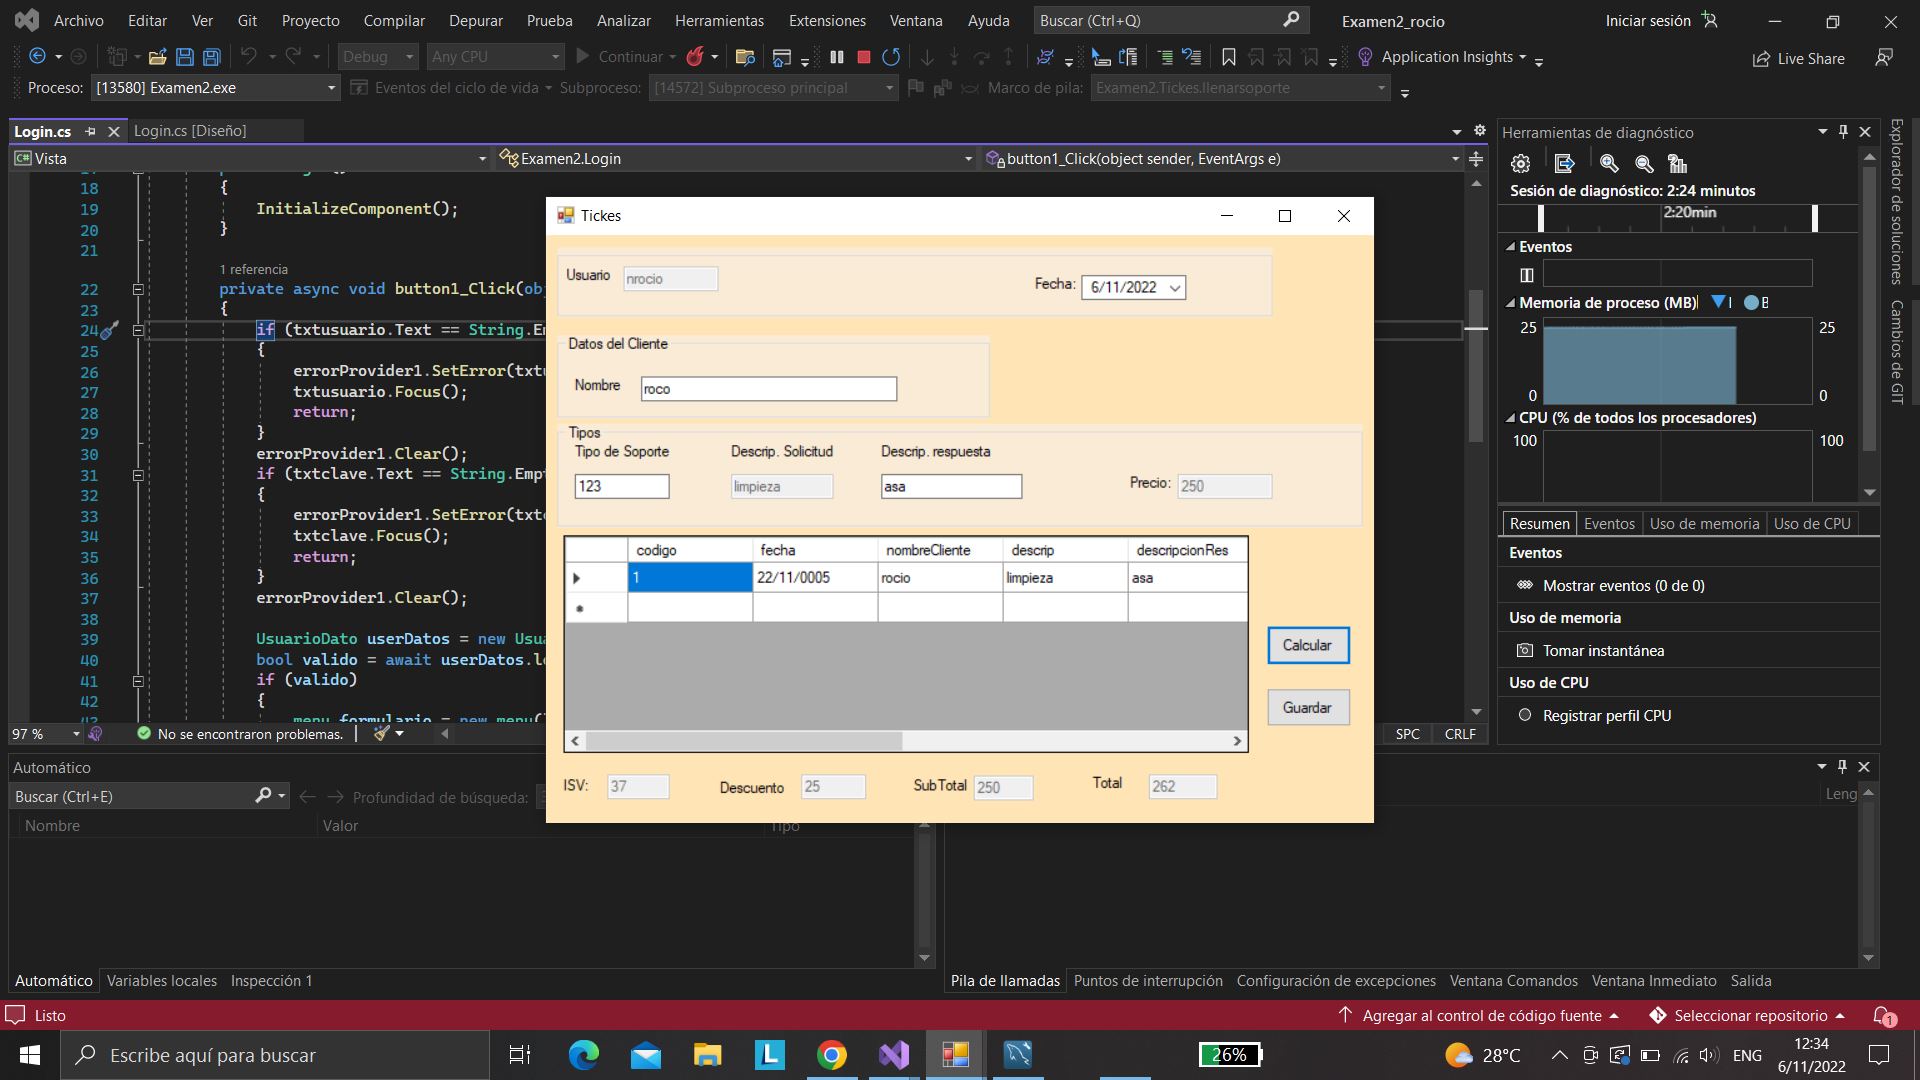 Archivo Editar Ver Git Proyecto Compilar Depurar Prueba Analizar Herramientas Extensiones Ventana Ayuda Buscar (Ctrl+Q) Examen2_rocio Iniciar sesión
Debug Any CPU Continuar Application Insights Live Share
Proceso: [13580] Examen2.exe Eventos del ciclo de vida Subproceso: [14572] Subproceso principal Marco de pila: Examen2.Tickes.llenarsoporte
Login.cs Login.cs [Diseño]
C# Vista Examen2.Login button1_Click(object sender, EventArgs e)
18 {
19 InitializeComponent();
20 }
21
1 referencia
22 private async void button1_Click(ob
23 {
24 if (txtusuario.Text == String.Em
25 {
26 errorProvider1.SetError(txtu
27 txtusuario.Focus();
28 return;
29 }
30 errorProvider1.Clear();
31 if (txtclave.Text == String.Empt
32 {
33 errorProvider1.SetError(txtc
34 txtclave.Focus();
35 return;
36 }
37 errorProvider1.Clear();
38
39 UsuarioDato userDatos = new Usua
40 bool valido = await userDatos.lo
41 if (valido)
42 {
43 menu formulario = new menu()
97 % No se encontraron problemas. SPC CRLF
Tickes
Usuario nrocio Fecha: 6/11/2022
Datos del Cliente
Nombre roco
Tipos
Tipo de Soporte Descrip. Solicitud Descrip. respuesta
123 limpieza asa Precio: 250
codigo fecha nombreCliente descrip descripcionRes
1 22/11/0005 rocio limpieza asa
Calcular
Guardar
ISV: 37 Descuento 25 SubTotal 250 Total 262
Herramientas de diagnóstico
Sesión de diagnóstico: 2:24 minutos
2:20min
Eventos
Memoria de proceso (MB) I B
25 25
0 0
CPU (% de todos los procesadores)
100 100
Resumen Eventos Uso de memoria Uso de CPU
Eventos
Mostrar eventos (0 de 0)
Uso de memoria
Tomar instantánea
Uso de CPU
Registrar perfil CPU
Explorador de soluciones
Cambios de GIT
Automático
Buscar (Ctrl+E) Profundidad de búsqueda:
Nombre Valor Tipo
Leng
Automático Variables locales Inspección 1
Pila de llamadas Puntos de interrupción Configuración de excepciones Ventana Comandos Ventana Inmediato Salida
Listo Agregar al control de código fuente Seleccionar repositorio 1
Escribe aquí para buscar L 26% 28°C ENG 12:34
6/11/2022